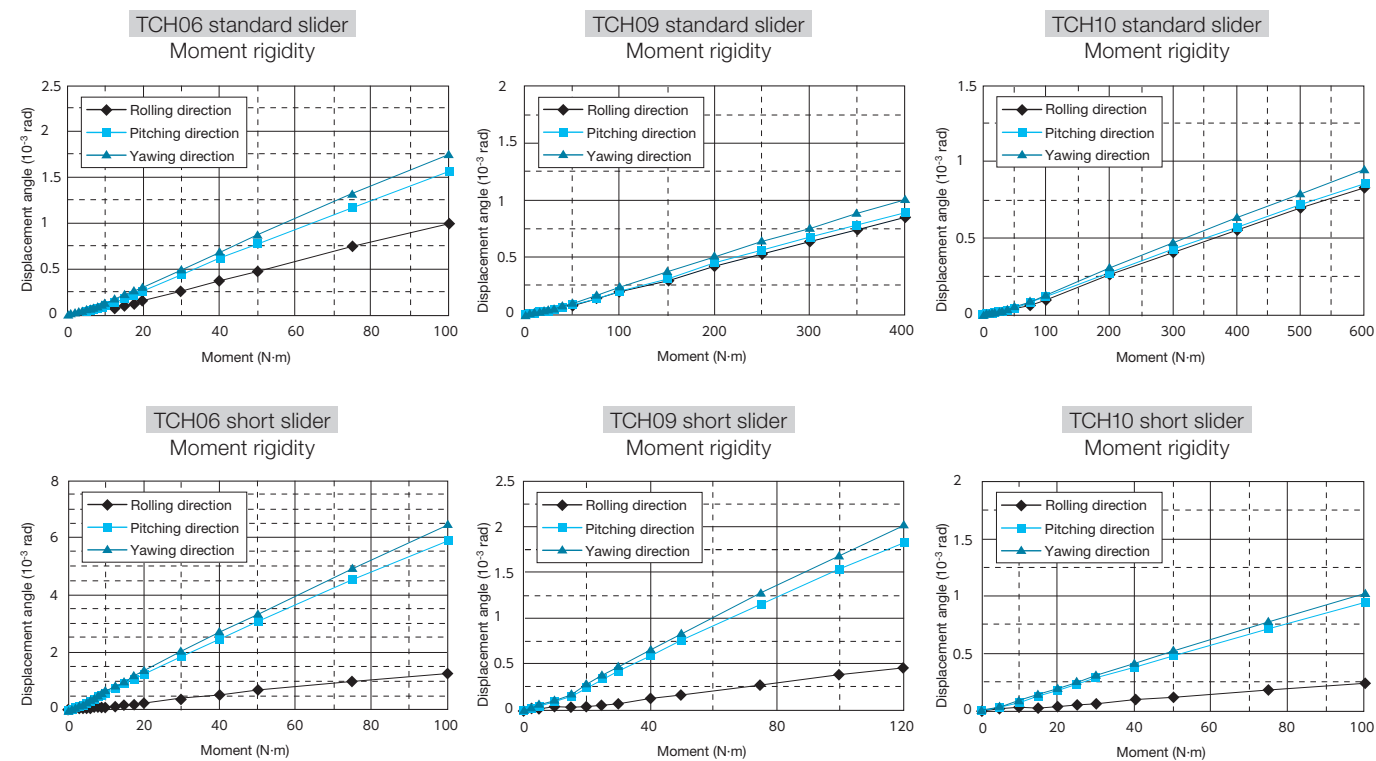 TCH06 standard slider
Moment rigidity
Displacement angle (10⁻³ rad)
2.5
2
1.5
1
0.5
0
Rolling direction
Pitching direction
Yawing direction
0 20 40 60 80 100
Moment (N·m)
TCH09 standard slider
Moment rigidity
Displacement angle (10⁻³ rad)
2
1.5
1
0.5
0
Rolling direction
Pitching direction
Yawing direction
0 100 200 300 400
Moment (N·m)
TCH10 standard slider
Moment rigidity
Displacement angle (10⁻³ rad)
1.5
1
0.5
0
Rolling direction
Pitching direction
Yawing direction
0 100 200 300 400 500 600
Moment (N·m)
TCH06 short slider
Moment rigidity
Displacement angle (10⁻³ rad)
8
6
4
2
0
Rolling direction
Pitching direction
Yawing direction
0 20 40 60 80 100
Moment (N·m)
TCH09 short slider
Moment rigidity
Displacement angle (10⁻³ rad)
2.5
2
1.5
1
0.5
0
Rolling direction
Pitching direction
Yawing direction
0 40 80 120
Moment (N·m)
TCH10 short slider
Moment rigidity
Displacement angle (10⁻³ rad)
2
1.5
1
0.5
0
Rolling direction
Pitching direction
Yawing direction
0 20 40 60 80 100
Moment (N·m)